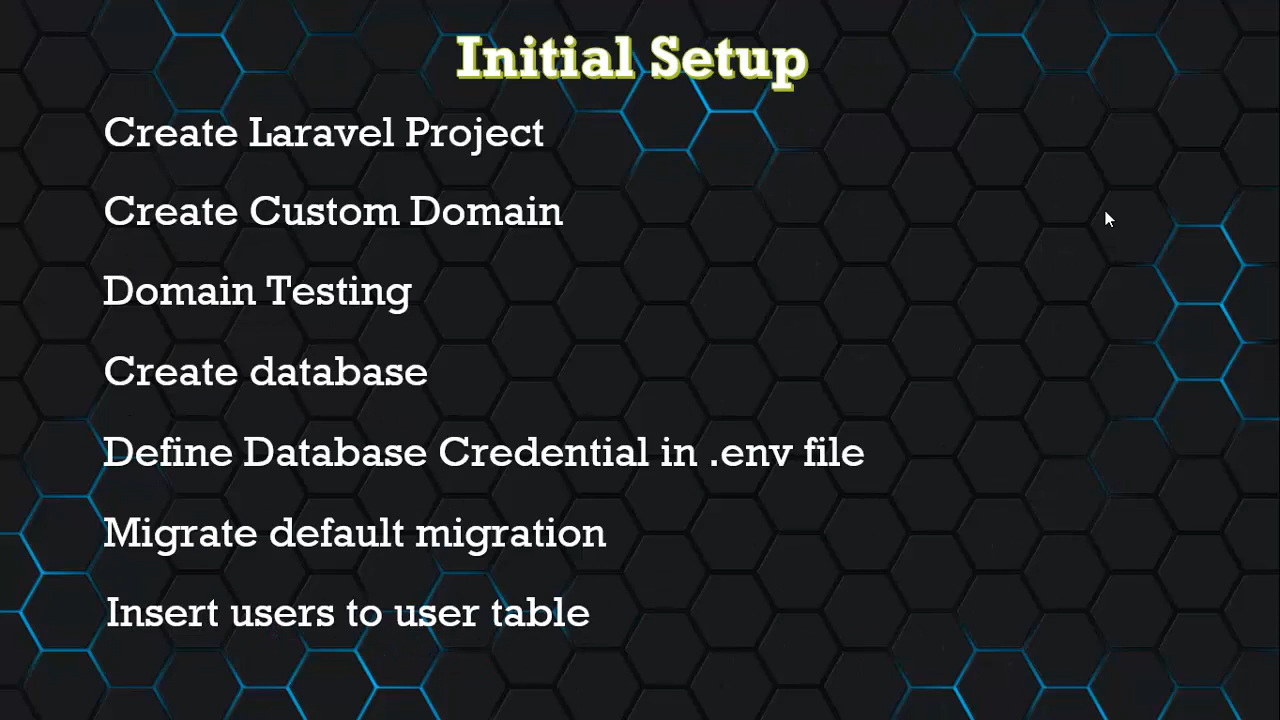 Initial Setup
Create Laravel Project
Create Custom Domain
Domain Testing
Create database
Define Database Credential in .env file
Migrate default migration
Insert users to user table